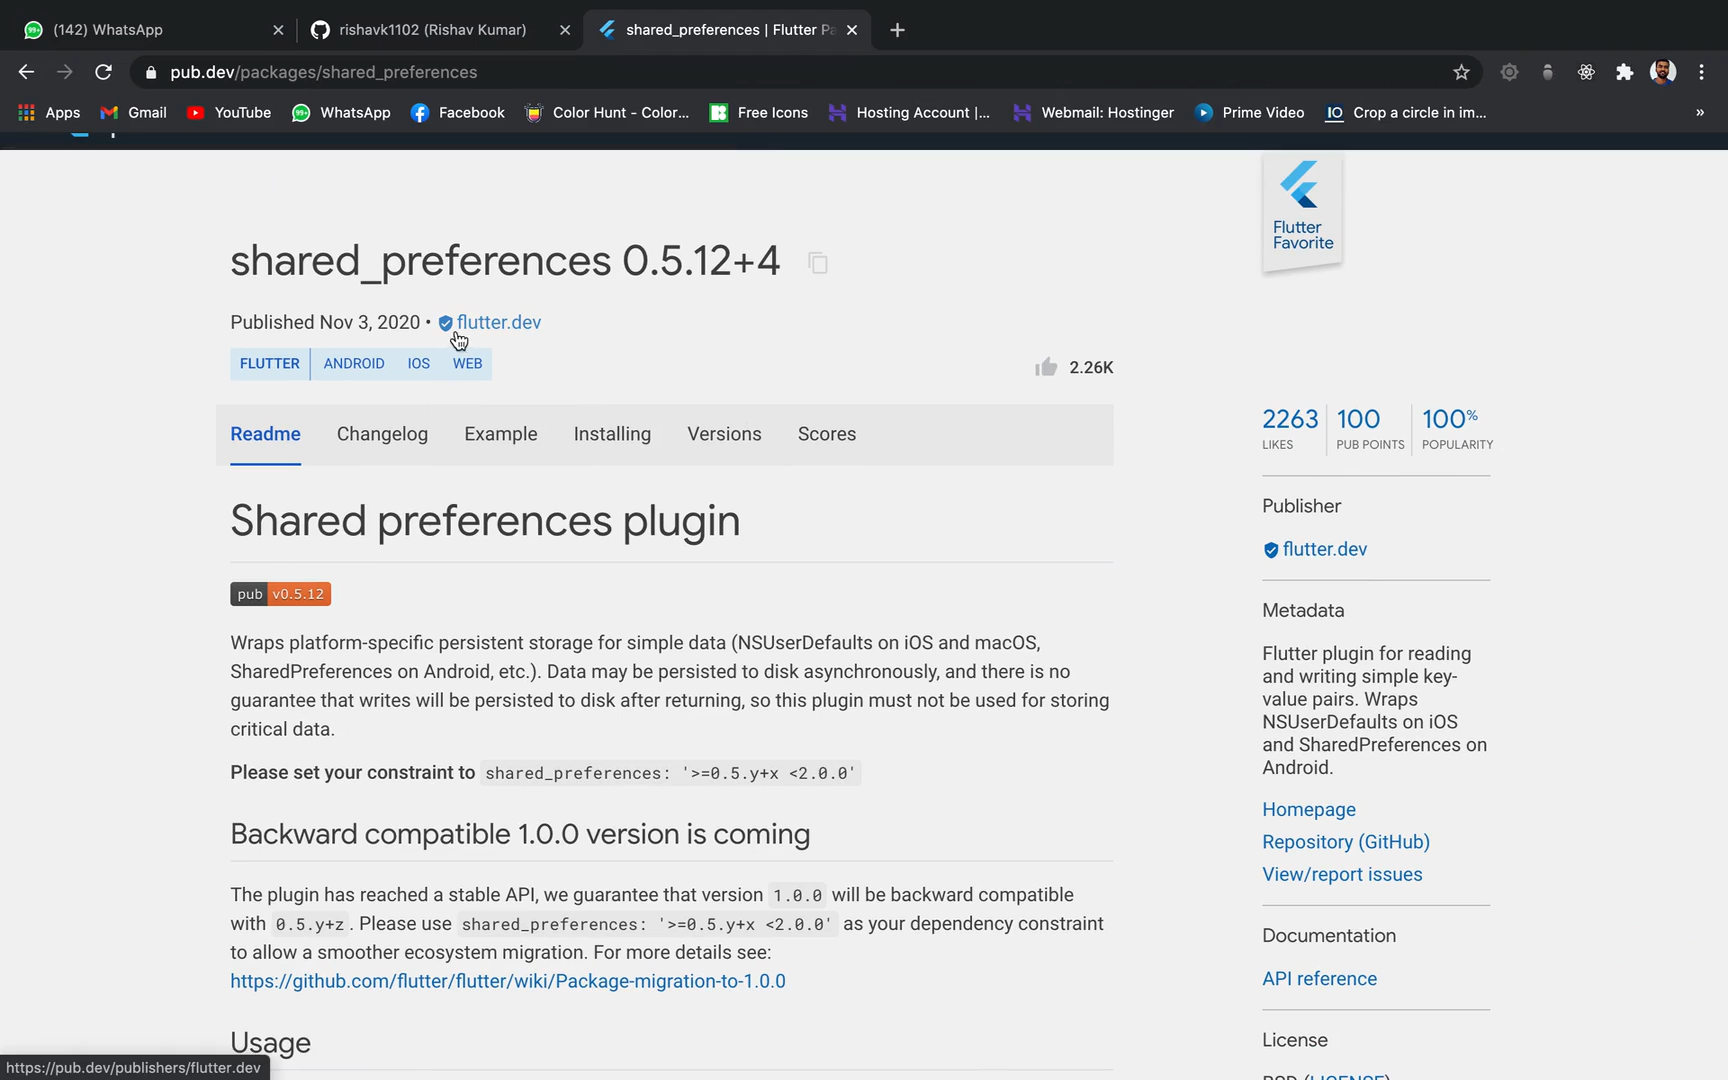 (142) WhatsApp
rishavk1102 (Rishav Kumar)
shared_preferences | Flutter Pa
pub.dev/packages/shared_preferences
Apps
Gmail
YouTube
WhatsApp
Facebook
Color Hunt - Color...
Free Icons
Hosting Account |...
Webmail: Hostinger
Prime Video
IO Crop a circle in im...
»
Flutter
Favorite
shared_preferences 0.5.12+4
Published Nov 3, 2020 • flutter.dev
FLUTTER ANDROID IOS WEB
2.26K
Readme Changelog Example Installing Versions Scores
Shared preferences plugin
pub v0.5.12
Wraps platform-specific persistent storage for simple data (NSUserDefaults on iOS and macOS,
SharedPreferences on Android, etc.). Data may be persisted to disk asynchronously, and there is no
guarantee that writes will be persisted to disk after returning, so this plugin must not be used for storing
critical data.
Please set your constraint to shared_preferences: '>=0.5.y+x <2.0.0'
Backward compatible 1.0.0 version is coming
The plugin has reached a stable API, we guarantee that version 1.0.0 will be backward compatible
with 0.5.y+z. Please use shared_preferences: '>=0.5.y+x <2.0.0' as your dependency constraint
to allow a smoother ecosystem migration. For more details see:
https://github.com/flutter/flutter/wiki/Package-migration-to-1.0.0
Usage
2263 100 100%
LIKES PUB POINTS POPULARITY
Publisher
flutter.dev
Metadata
Flutter plugin for reading
and writing simple key-
value pairs. Wraps
NSUserDefaults on iOS
and SharedPreferences on
Android.
Homepage
Repository (GitHub)
View/report issues
Documentation
API reference
License
BSD (LICENSE)
https://pub.dev/publishers/flutter.dev